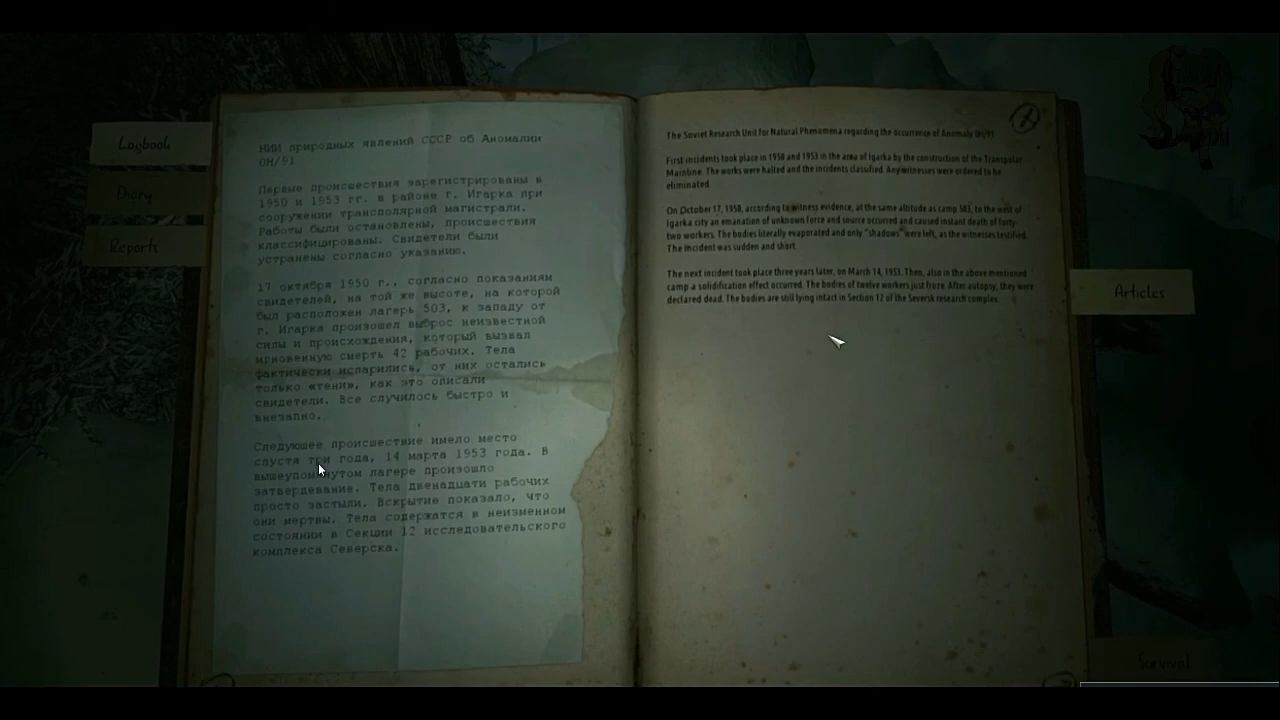 Logbook
Diary
Reports
НИИ природных явлений СССР об Аномалии
ОН/91
Первые происшествия зарегистрированы в
1950 и 1953 гг. в районе г. Игарка при
сооружении трансполярной магистрали.
Работы были остановлены, происшествия
классифицированы. Свидетели были
устранены согласно указанию.
17 октября 1950 г., согласно показаниям
свидетелей, на той же высоте, на которой
был расположен лагерь 503, к западу от
г. Игарка произошел выброс неизвестной
силы и происхождения, который вызвал
мгновенную смерть 42 рабочих. Тела
фактически испарились, от них остались
только «тени», как это описали
свидетели. Все случилось быстро и
внезапно.
Следующее происшествие имело место
спустя три года, 14 марта 1953 года. В
вышеупомянутом лагере произошло
затвердевание. Тела двенадцати рабочих
просто застыли. Вскрытие показало, что
они мертвы. Тела содержатся в неизменном
состоянии в Секции 12 исследовательского
комплекса Северска.
The Soviet Research Unit for Natural Phenomena regarding the occurrence of Anomaly OH/91
First incidents took place in 1950 and 1953 in the area of Igarka by the construction of the Transpolar
Mainline. The works were halted and the incidents classified. Any witnesses were ordered to be
eliminated.
On October 17, 1950, according to witness evidence, at the same altitude as camp 503, to the west of
Igarka city an emanation of unknown force and source occurred and caused instant death of forty-
two workers. The bodies literally evaporated and only "shadows" were left, as the witnesses testified.
The incident was sudden and short.
The next incident took place three years later, on March 14, 1953. Then, also in the above mentioned
camp a solidification effect occurred. The bodies of twelve workers just froze. After autopsy, they were
declared dead. The bodies are still lying intact in Section 12 of the Seversk research complex.
Articles
Survival